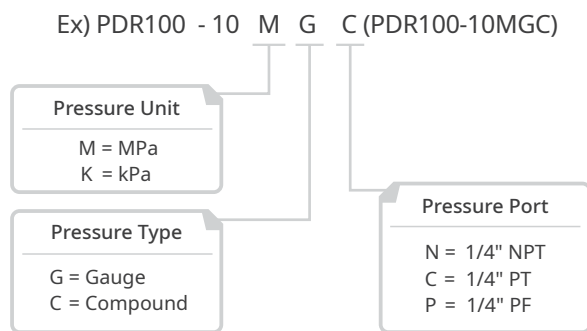 Ex) PDR100 - 10 M G C (PDR100-10MGC)
Pressure Unit
M = MPa
K = kPa
Pressure Type
G = Gauge
C = Compound
Pressure Port
N = 1/4" NPT
C = 1/4" PT
P = 1/4" PF